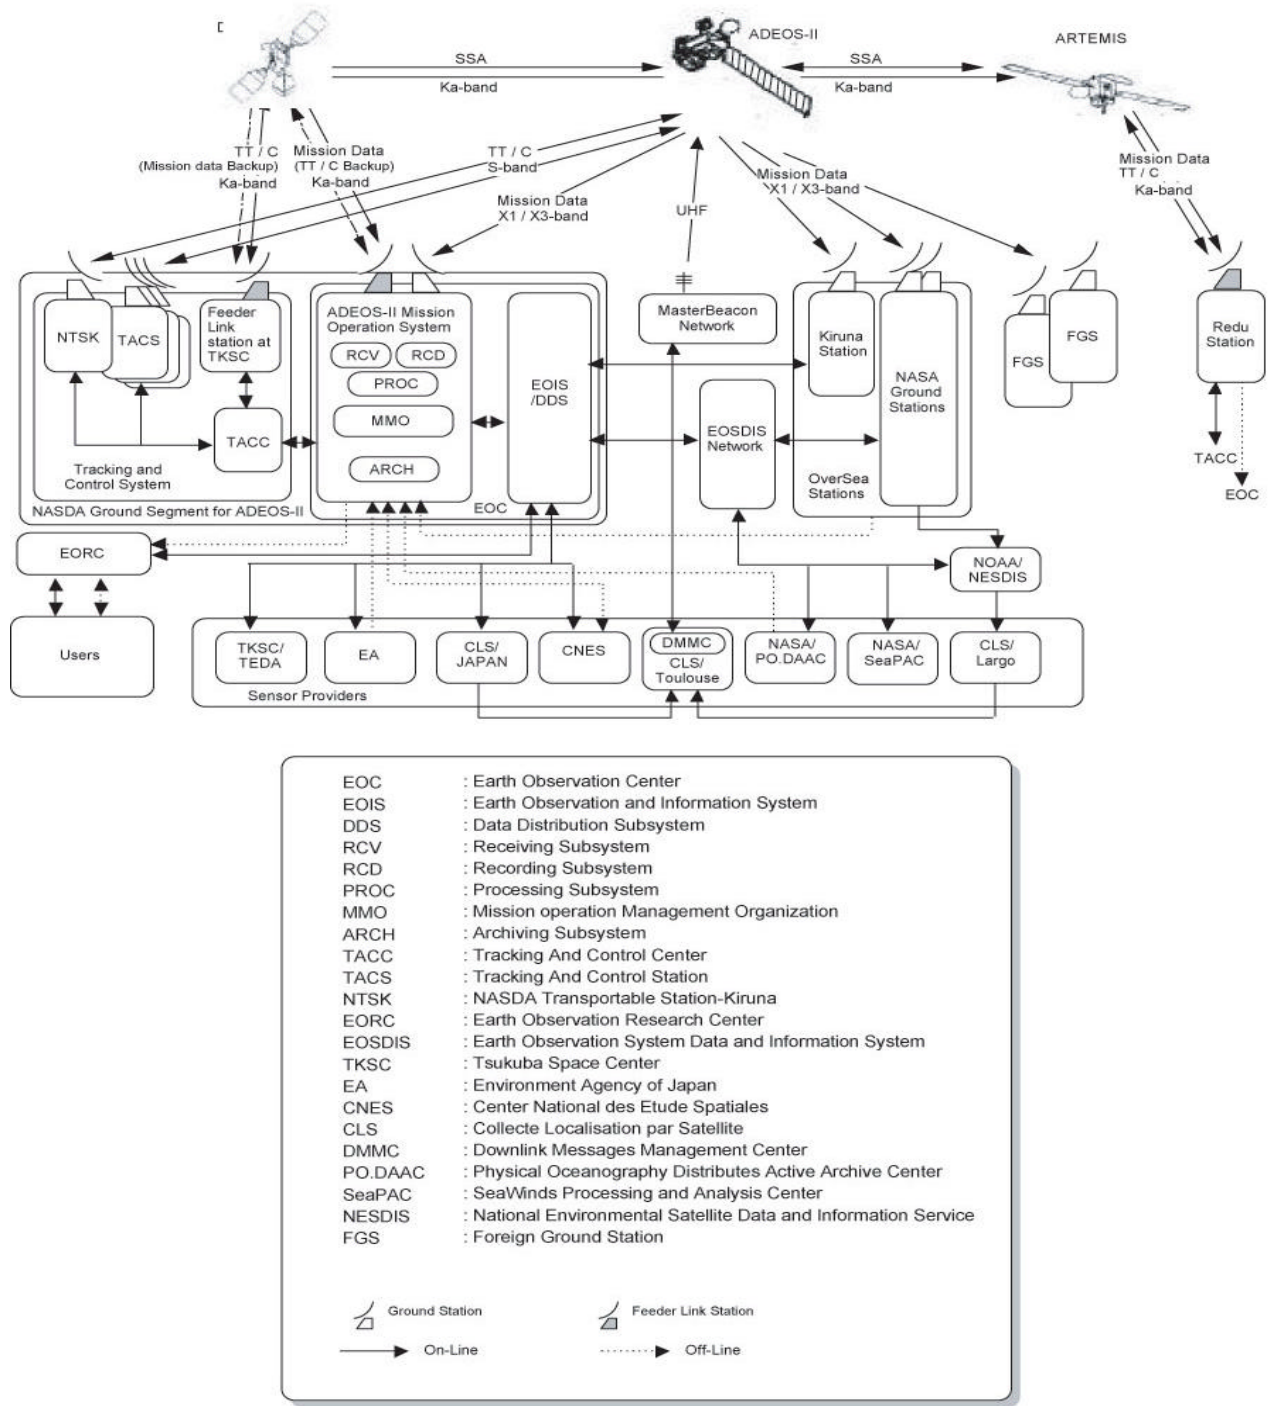 ADEOS-II
ARTEMIS
SSA
Ka-band
SSA
Ka-band
TT / C
(Mission data Backup)
Ka-band
Mission Data
(TT / C Backup)
Ka-band
TT / C
S-band
Mission Data
X1 / X3-band
UHF
Mission Data
X1 / X3-band
Mission Data
TT / C
Ka-band
NTSK
TACS
Feeder
Link
station at
TKSC
TACC
Tracking and
Control System
NASDA Ground Segment for ADEOS-II
ADEOS-II Mission
Operation System
RCV
RCD
PROC
MMO
ARCH
EOIS
/DDS
EOC
MasterBeacon
Network
EOSDIS
Network
Kiruna
Station
NASA
Ground
Stations
OverSea
Stations
FGS
FGS
Redu
Station
TACC
EOC
EORC
Users
NOAA/
NESDIS
TKSC/
TEDA
EA
CLS/
JAPAN
CNES
DMMC
CLS/
Toulouse
NASA/
PO.DAAC
NASA/
SeaPAC
CLS/
Largo
Sensor Providers
EOC : Earth Observation Center
EOIS : Earth Observation and Information System
DDS : Data Distribution Subsystem
RCV : Receiving Subsystem
RCD : Recording Subsystem
PROC : Processing Subsystem
MMO : Mission operation Management Organization
ARCH : Archiving Subsystem
TACC : Tracking And Control Center
TACS : Tracking And Control Station
NTSK : NASDA Transportable Station-Kiruna
EORC : Earth Observation Research Center
EOSDIS : Earth Observation System Data and Information System
TKSC : Tsukuba Space Center
EA : Environment Agency of Japan
CNES : Center National des Etude Spatiales
CLS : Collecte Localisation par Satellite
DMMC : Downlink Messages Management Center
PO.DAAC : Physical Oceanography Distributes Active Archive Center
SeaPAC : SeaWinds Processing and Analysis Center
NESDIS : National Environmental Satellite Data and Information Service
FGS : Foreign Ground Station
Ground Station
Feeder Link Station
On-Line
Off-Line